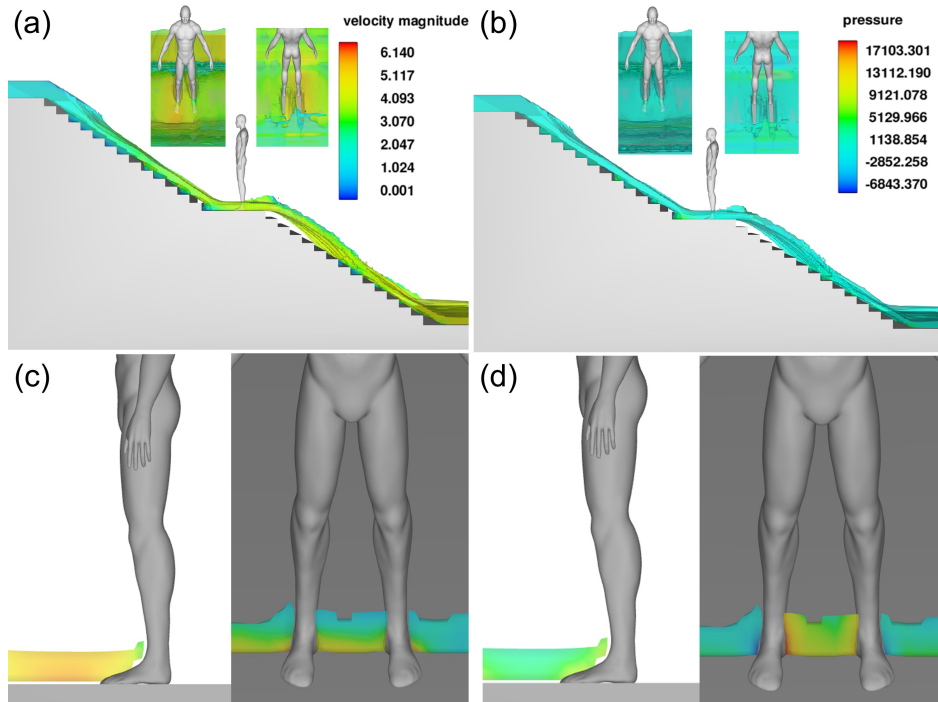 (a)
velocity magnitude
6.140
5.117
4.093
3.070
2.047
1.024
0.001
(b)
pressure
17103.301
13112.190
9121.078
5129.966
1138.854
-2852.258
-6843.370
(c)
(d)